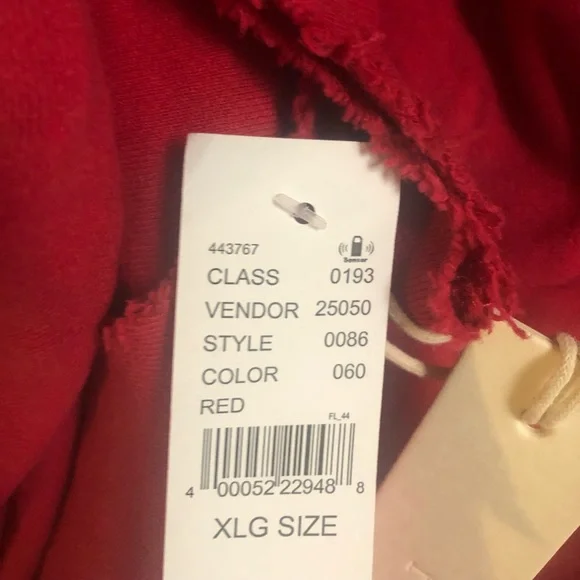 443767
Sensor
CLASS 0193
VENDOR 25050
STYLE 0086
COLOR 060
RED
FL_44
4 00052 22948 8
XLG SIZE